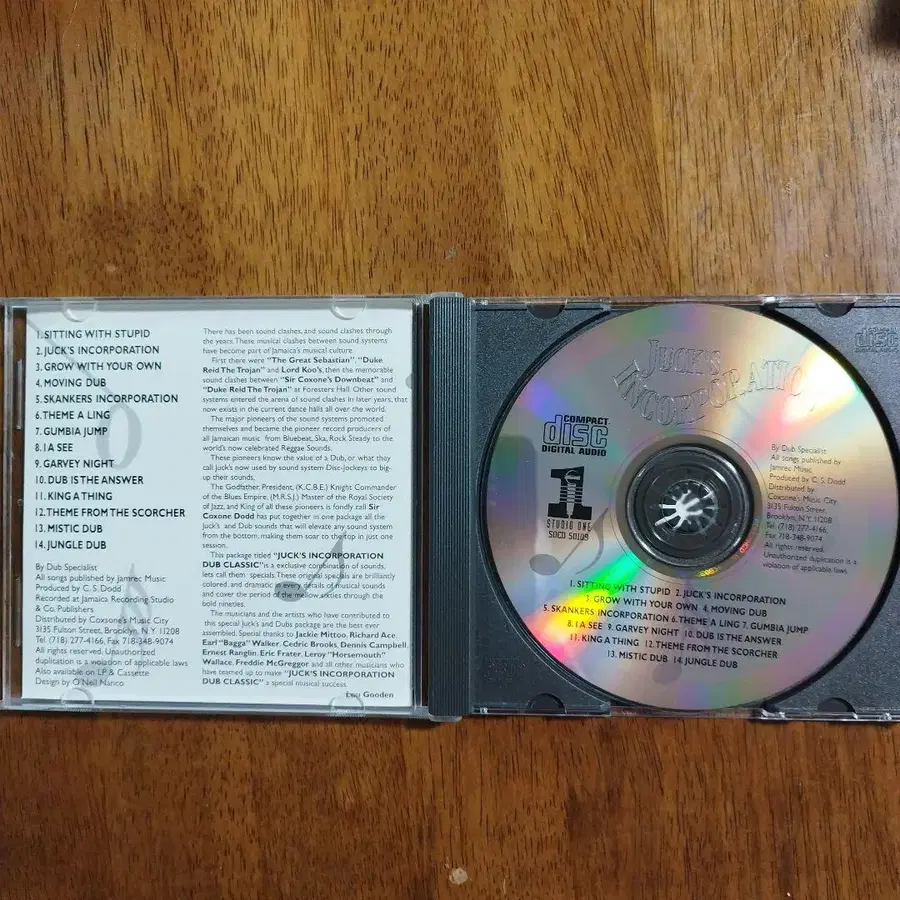 1. SITTING WITH STUPID
2. JUCK'S INCORPORATION
3. GROW WITH YOUR OWN
4. MOVING DUB
5. SKANKERS INCORPORATION
6. THEME A LING
7. GUMBIA JUMP
8. I A SEE
9. GARVEY NIGHT
10. DUB IS THE ANSWER
11. KING A THING
12. THEME FROM THE SCORCHER
13. MISTIC DUB
14. JUNGLE DUB
By Dub Specialist
All songs published by Jamrec Music
Produced by C. S. Dodd
Recorded at Jamaica Recording Studio
& Co. Publishers
Distributed by Coxsone's Music City
3135 Fulton Street, Brooklyn, N.Y. 11208
Tel. (718) 277-4166, Fax 718-348-9074
All rights reserved. Unauthorized
duplication is a violation of applicable laws
Also available on LP & Cassette
Design by O'Neil Nanco
There has been sound clashes, and sound clashes through
the years. These musical clashes between sound systems
have become part of Jamaica's musical culture.
First there were "The Great Sebastian", "Duke
Reid The Trojan" and Lord Koo's, then the memorable
sound clashes between "Sir Coxone's Downbeat" and
"Duke Reid The Trojan" at Foresters Hall. Other sound
systems entered the arena of sound clashes in later years, that
now exists in the current dance halls all over the world.
The major pioneers of the sound systems promoted
themselves and became the pioneer record producers of
all Jamaican music from Bluebeat, Ska, Rock Steady to the
world's now celebrated Reggae Sounds.
These pioneers know the value of a Dub, or what they
call Juck's now used by sound system Disc-Jockeys to big-
up their sounds,
The Godfather, President, (K.C.B.E.) Knight Commander
of the Blues Empire, (M.R.S.J.) Master of the Royal Society
of Jazz, and King of all these pioneers is fondly call Sir
Coxone Dodd has put together in one package all the
Juck's and Dub sounds that will elevate any sound system
from the bottom, making them soar to the top in just one
session.
This package titled "JUCK'S INCORPORATION
DUB CLASSIC" is a exclusive compilation of sounds,
lets call them specials. These original specials are brilliantly
colored, and dramatic in every details of musical sounds
and cover the period of the mellow sixties through the
bold nineties.
The musicians and the artists who have contributed to
this special Juck's and Dubs package are the best ever
assembled. Special thanks to Jackie Mittoo, Richard Ace,
Earl "Bagga" Walker, Cedric Brooks, Dennis Campbell,
Ernest Ranglin, Eric Frater, Leroy "Horsemouth"
Wallace, Freddie McGreggor and all other musicians who
have teamed up to make "JUCK'S INCORPORATION
DUB CLASSIC" a special musical success.
Lou Gooden
JUCK'S
INCORPORATION
COMPACT
disc
DIGITAL AUDIO
1
STUDIO ONE
SOCD 50109
By Dub Specialist
All songs published by
Jamrec Music
Produced by C. S. Dodd
Distributed by
Coxsone's Music City
3135 Fulton Street,
Brooklyn, N.Y. 11208
Tel. (718) 277-4166,
Fax 718-348-9074
All rights reserved.
Unauthorized duplication is a
violation of applicable laws
1. SITTING WITH STUPID 2. JUCK'S INCORPORATION
3. GROW WITH YOUR OWN 4. MOVING DUB
5. SKANKERS INCORPORATION 6. THEME A LING 7. GUMBIA JUMP
8. I A SEE 9. GARVEY NIGHT 10. DUB IS THE ANSWER
11. KING A THING 12. THEME FROM THE SCORCHER
13. MISTIC DUB 14. JUNGLE DUB
COMPACT
disc
DIGITAL AUDIO